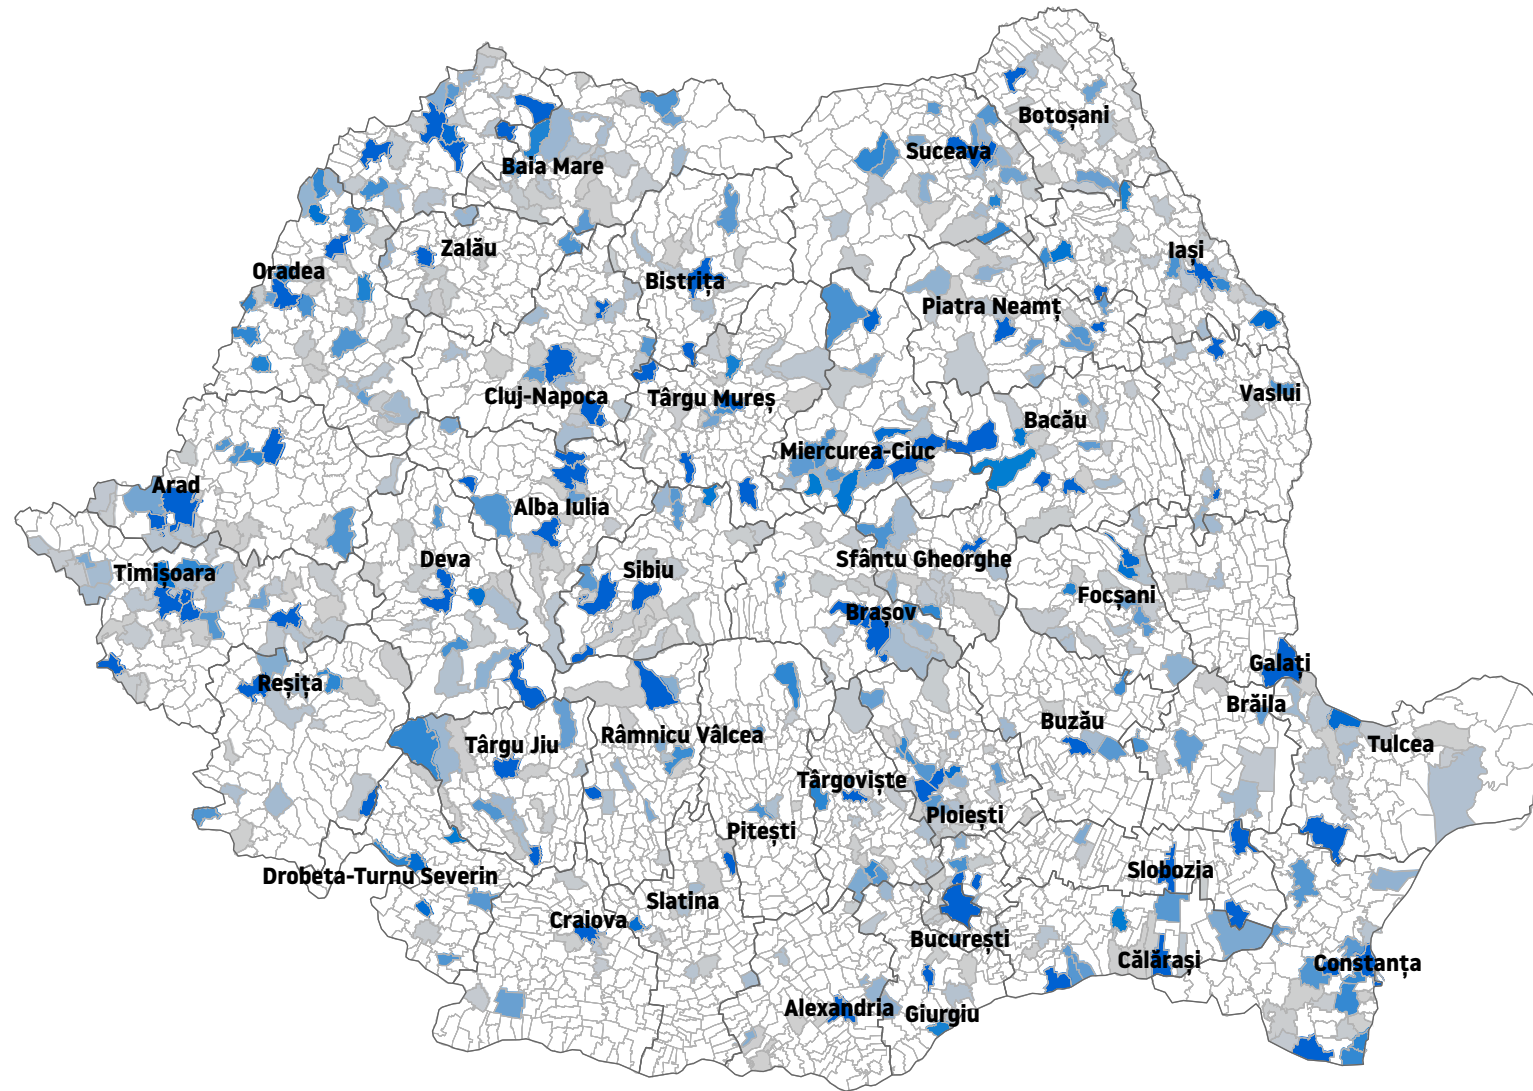 Botoșani
Suceava
Baia Mare
Zalău
Iași
Oradea
Bistrița
Piatra Neamț
Vaslui
Cluj-Napoca
Târgu Mureș
Bacău
Miercurea-Ciuc
Arad
Alba Iulia
Deva
Sfântu Gheorghe
Sibiu
Timișoara
Focșani
Brașov
Galați
Reșița
Brăila
Buzău
Râmnicu Vâlcea
Târgu Jiu
Tulcea
Târgoviște
Ploiești
Pitești
Slobozia
Drobeta-Turnu Severin
Slatina
Craiova
București
Călărași
Constanța
Alexandria
Giurgiu